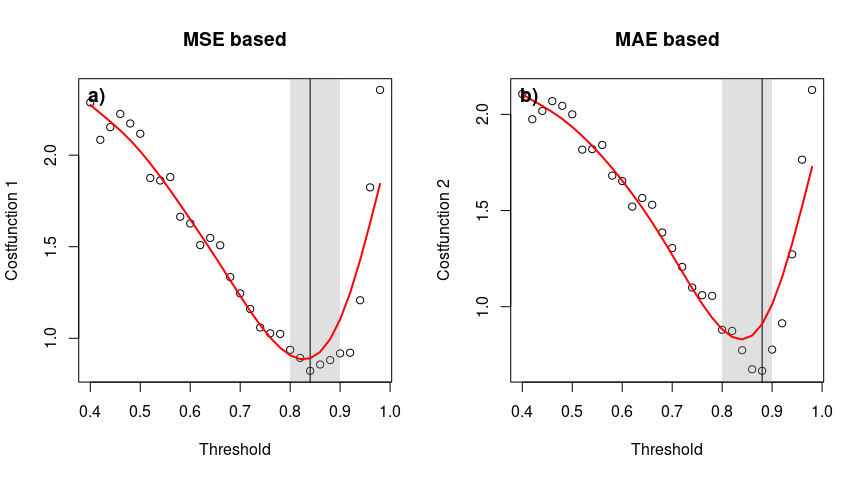 MSE based
a)
Costfunction 1
1.0 1.5 2.0
0.4 0.5 0.6 0.7 0.8 0.9 1.0
Threshold
MAE based
b)
Costfunction 2
1.0 1.5 2.0
0.4 0.5 0.6 0.7 0.8 0.9 1.0
Threshold